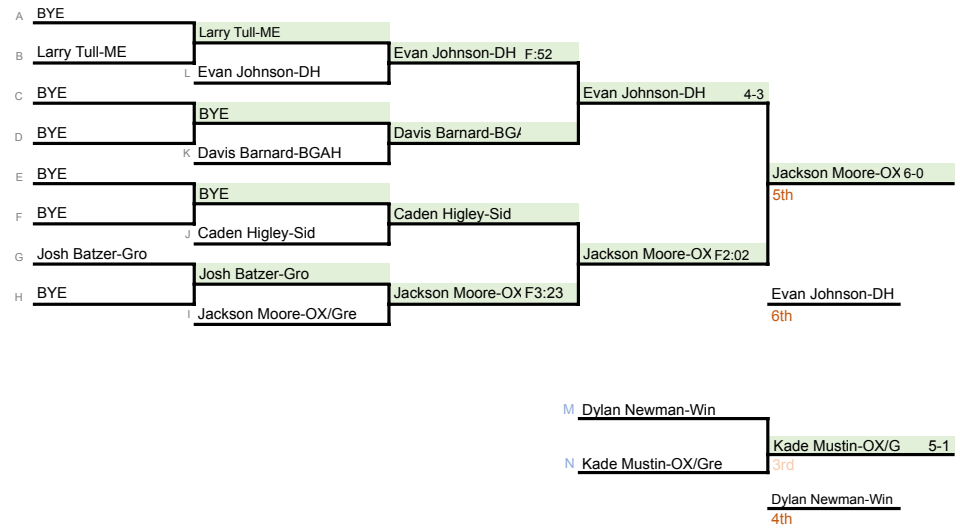 A BYE
Larry Tull-ME
B Larry Tull-ME
Evan Johnson-DH F:52
L Evan Johnson-DH
C BYE
Evan Johnson-DH 4-3
BYE
D BYE
Davis Barnard-BGA
K Davis Barnard-BGAH
E BYE
Jackson Moore-OX 6-0
5th
BYE
F BYE
Caden Higley-Sid
J Caden Higley-Sid
G Josh Batzer-Gro
Jackson Moore-OX F2:02
Josh Batzer-Gro
H BYE
Jackson Moore-OX F3:23
Evan Johnson-DH
I Jackson Moore-OX/Gre
6th
M Dylan Newman-Win
Kade Mustin-OX/G 5-1
N Kade Mustin-OX/Gre
3rd
Dylan Newman-Win
4th